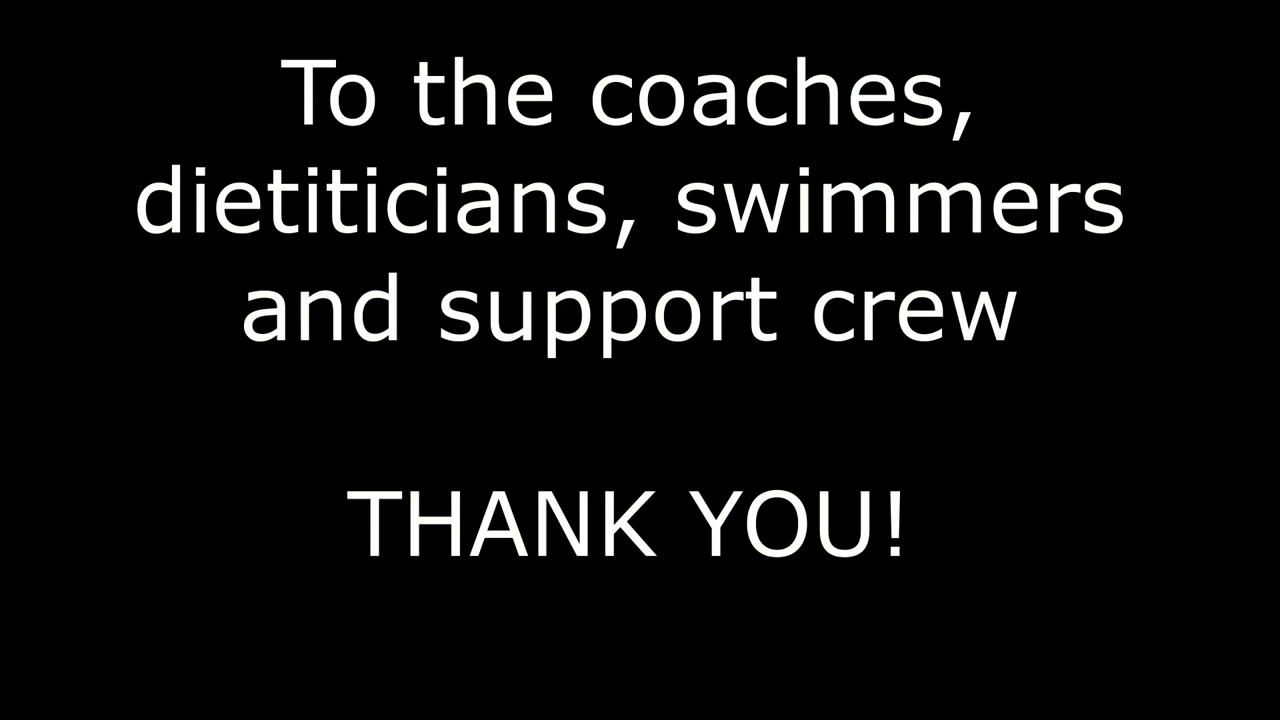 To the coaches,
dietiticians, swimmers
and support crew
THANK YOU!